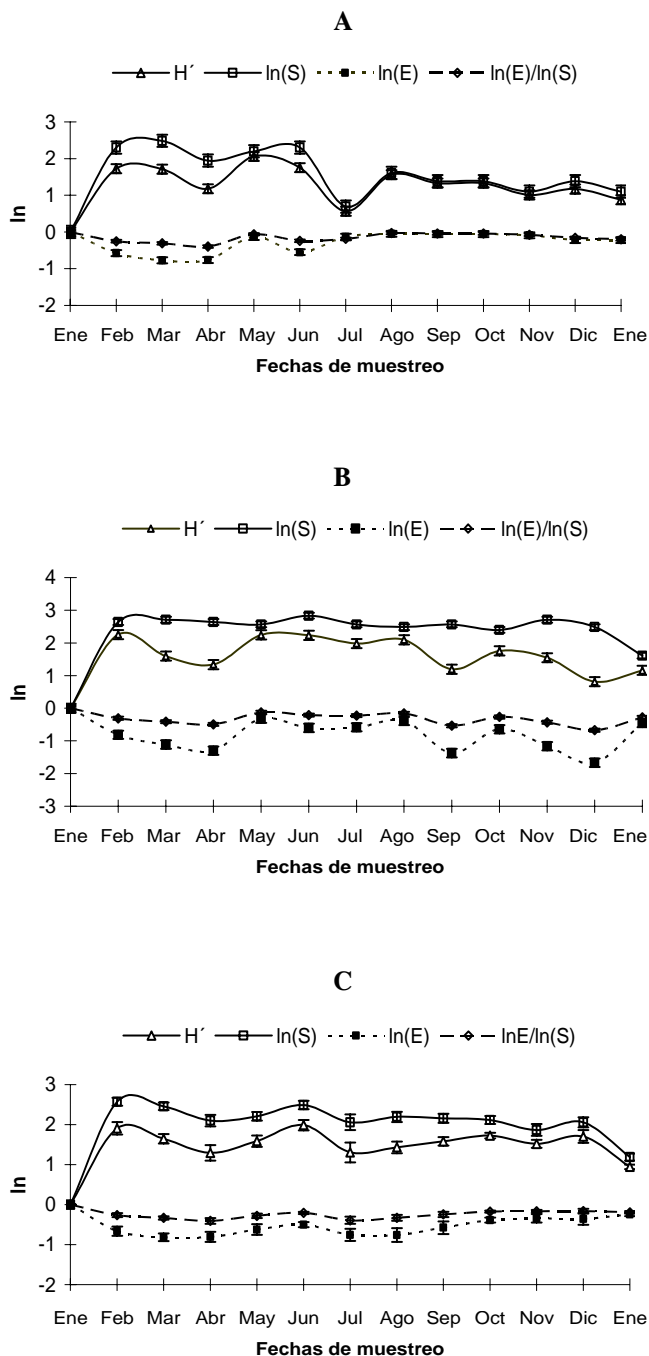 A
H´ ln(S) ln(E) ln(E)/ln(S)
3
2
1
0
-1
-2
ln
Ene Feb Mar Abr May Jun Jul Ago Sep Oct Nov Dic Ene
Fechas de muestreo
B
H´ ln(S) ln(E) ln(E)/ln(S)
4
3
2
1
0
-1
-2
-3
ln
Ene Feb Mar Abr May Jun Jul Ago Sep Oct Nov Dic Ene
Fechas de muestreo
C
H´ ln(S) ln(E) lnE/ln(S)
3
2
1
0
-1
-2
ln
Ene Feb Mar Abr May Jun Jul Ago Sep Oct Nov Dic Ene
Fechas de muestreo